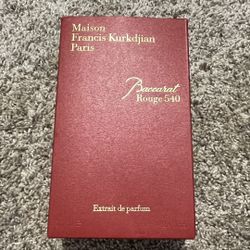 Maison
Francis Kurkdjian
Paris
Baccarat
Rouge 540
Extrait de parfum